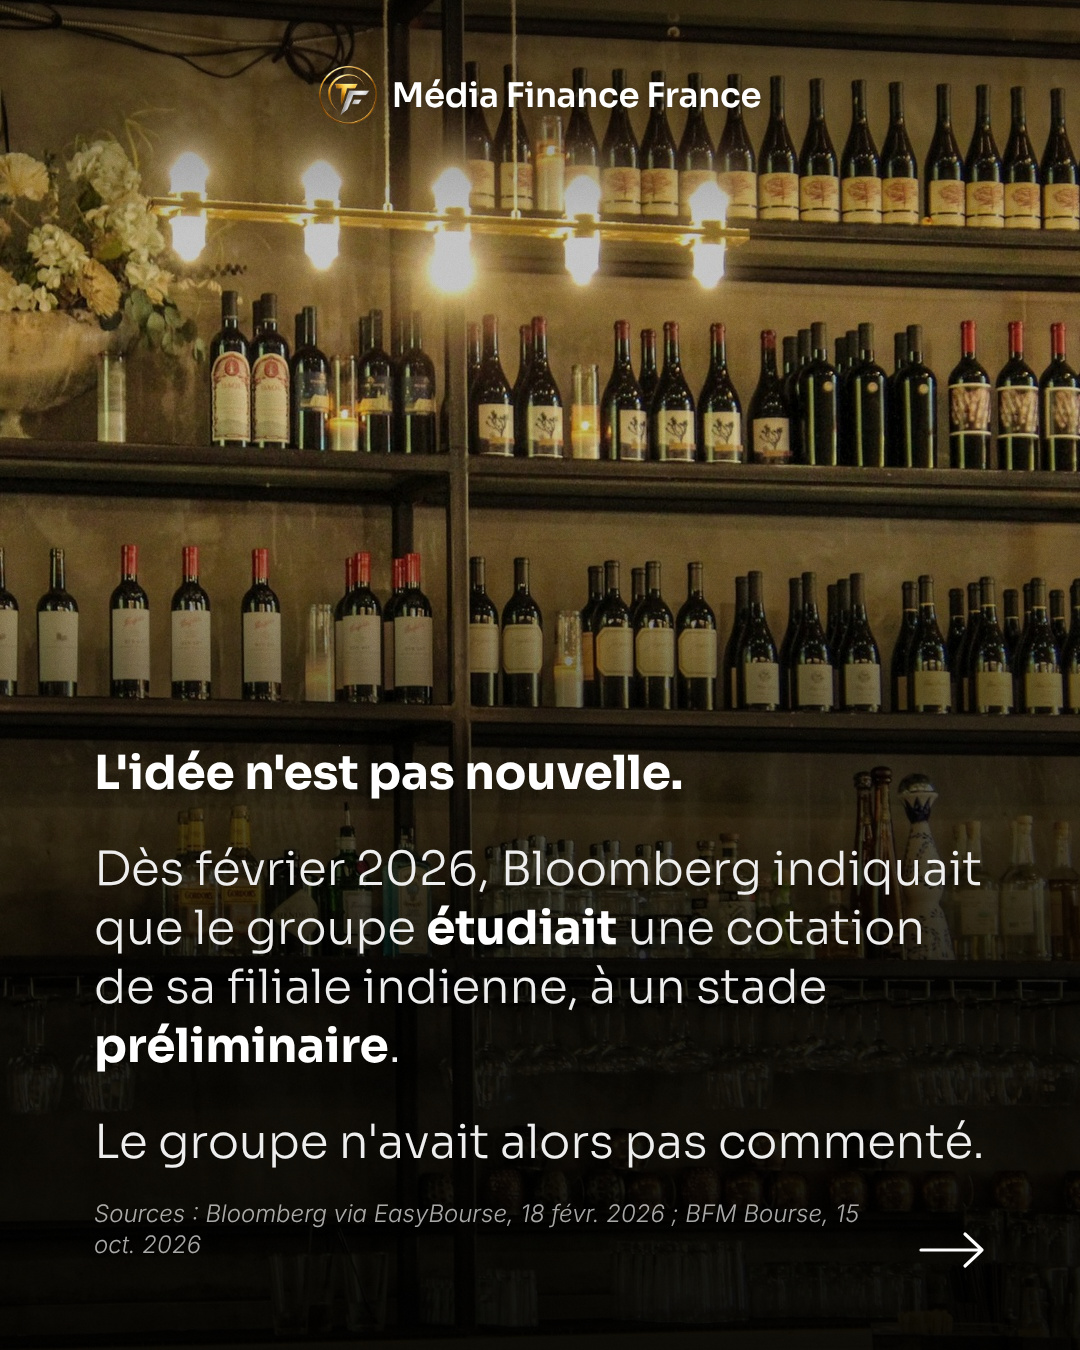 Média Finance France
L'idée n'est pas nouvelle.
Dès février 2026, Bloomberg indiquait
que le groupe étudiait une cotation
de sa filiale indienne, à un stade
préliminaire.
Le groupe n'avait alors pas commenté.
Sources : Bloomberg via EasyBourse, 18 févr. 2026 ; BFM Bourse, 15
oct. 2026